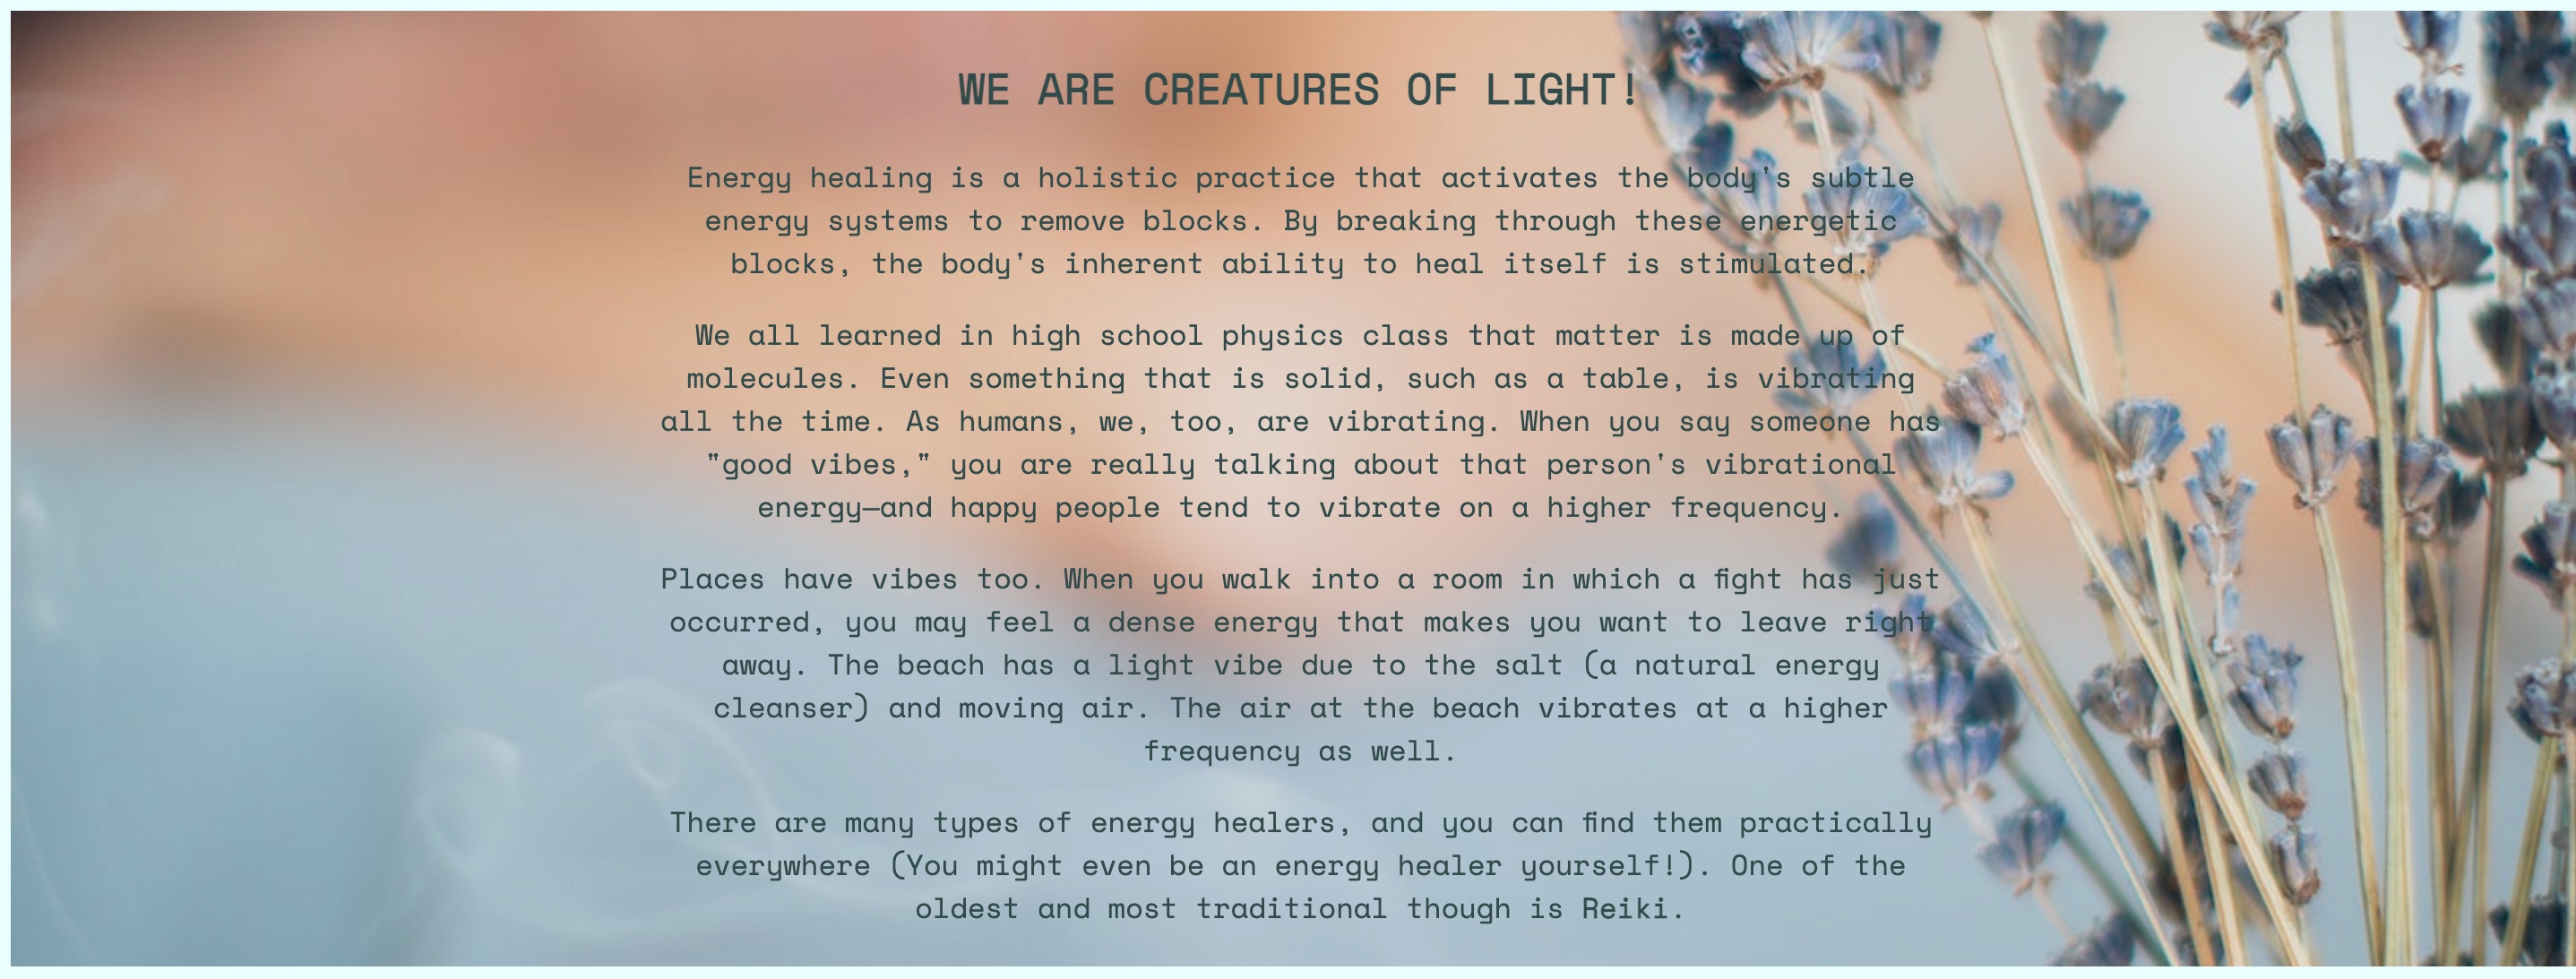 WE ARE CREATURES OF LIGHT!
Energy healing is a holistic practice that activates the body's subtle
energy systems to remove blocks. By breaking through these energetic
blocks, the body's inherent ability to heal itself is stimulated.
We all learned in high school physics class that matter is made up of
molecules. Even something that is solid, such as a table, is vibrating
all the time. As humans, we, too, are vibrating. When you say someone has
"good vibes," you are really talking about that person's vibrational
energy—and happy people tend to vibrate on a higher frequency.
Places have vibes too. When you walk into a room in which a fight has just
occurred, you may feel a dense energy that makes you want to leave right
away. The beach has a light vibe due to the salt (a natural energy
cleanser) and moving air. The air at the beach vibrates at a higher
frequency as well.
There are many types of energy healers, and you can find them practically
everywhere (You might even be an energy healer yourself!). One of the
oldest and most traditional though is Reiki.